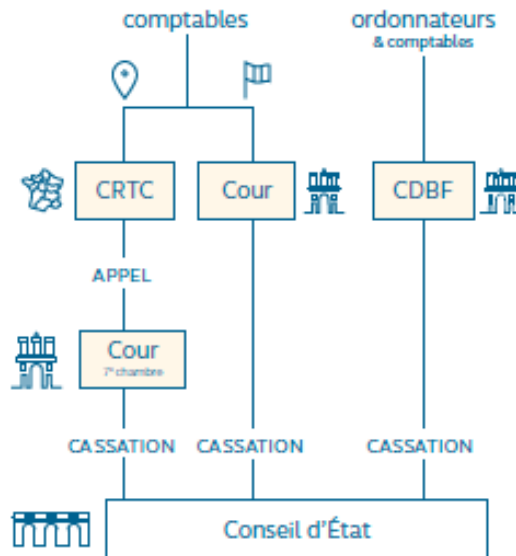 comptables
ordonnateurs
& comptables
CRTC
Cour
CDBF
APPEL
Cour
7e chambre
CASSATION
CASSATION
CASSATION
Conseil d'État